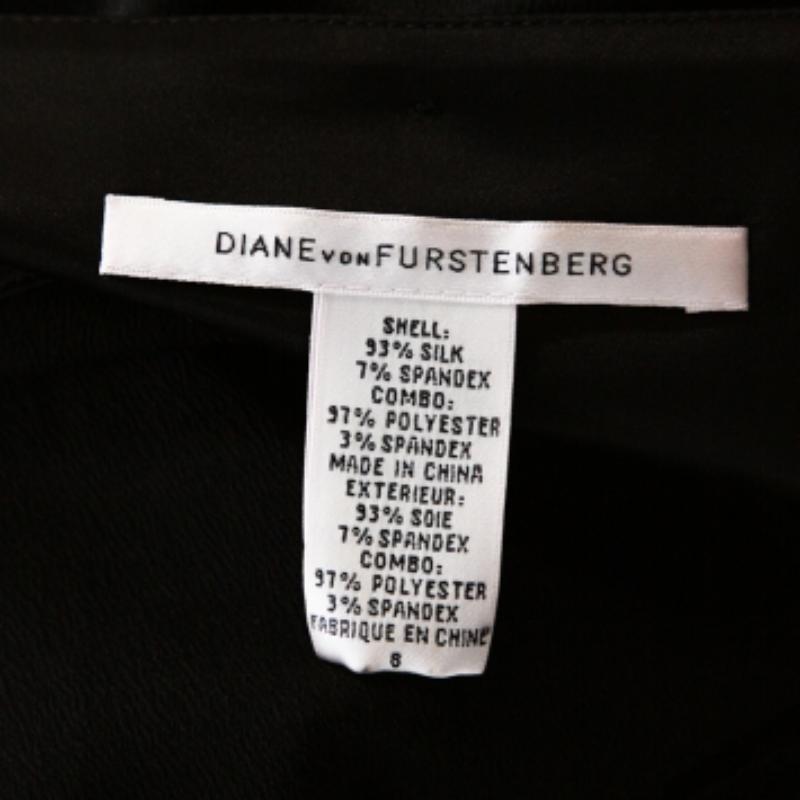 DIANE VON FURSTENBERG
SHELL:
93% SILK
7% SPANDEX
COMBO:
97% POLYESTER
3% SPANDEX
MADE IN CHINA
EXTERIEUR:
93% SOIE
7% SPANDEX
COMBO:
97% POLYESTER
3% SPANDEX
FABRIQUE EN CHINE
8